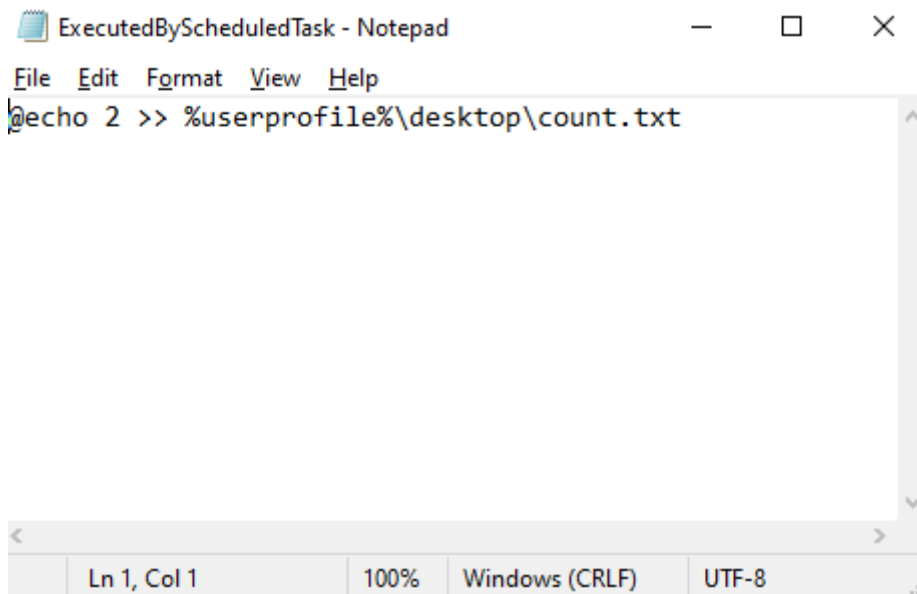 ExecutedByScheduledTask - Notepad
File Edit Format View Help
@echo 2 >> %userprofile%\desktop\count.txt
Ln 1, Col 1 100% Windows (CRLF) UTF-8